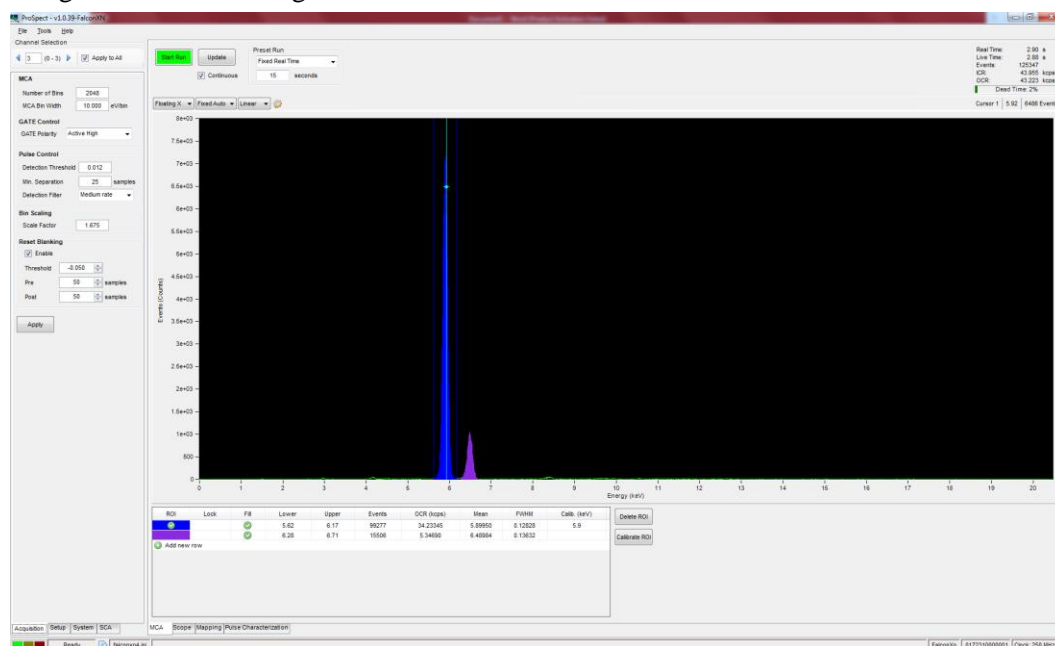 ProSpect - v1.0.39-FalconXN
File Tools Help
Channel Selection
3 (0 - 3) Apply to All
MCA
Number of Bins 2048
MCA Bin Width 10.000 eV/bin
GATE Control
GATE Polarity Active High
Pulse Control
Detection Threshold 0.012
Min. Separation 25 samples
Detection Filter Medium rate
Bin Scaling
Scale Factor 1.675
Reset Blanking
Enable
Threshold -0.050
Pre 50 samples
Post 50 samples
Apply
Start Run Update
Continuous
Preset Run
Fixed Real Time
15 seconds
Real Time: 2.90 s
Live Time: 2.88 s
Events: 125347
ICR: 43.955 kcps
OCR: 43.223 kcps
Dead Time: 2%
Floating X Fixed Auto Linear
Cursor 1 5.92 6486 Event
Events (Counts)
8e+03
7.5e+03
7e+03
6.5e+03
6e+03
5.5e+03
5e+03
4.5e+03
4e+03
3.5e+03
3e+03
2.5e+03
2e+03
1.5e+03
1e+03
500
0
0 1 2 3 4 5 6 7 8 9 10 11 12 13 14 15 16 17 18 19 20
Energy (keV)
ROI Lock Fill Lower Upper Events OCR (kcps) Mean FWHM Calib. (keV)
5.62 6.17 99277 34.23345 5.89950 0.12828 5.9
6.28 6.71 15506 5.34690 6.48884 0.13632
Add new row
Delete ROI
Calibrate ROI
Acquisition Setup System SCA
MCA Scope Mapping Pulse Characterization
Ready falconxn4.ini
FalconXn
Clock: 250 MHz